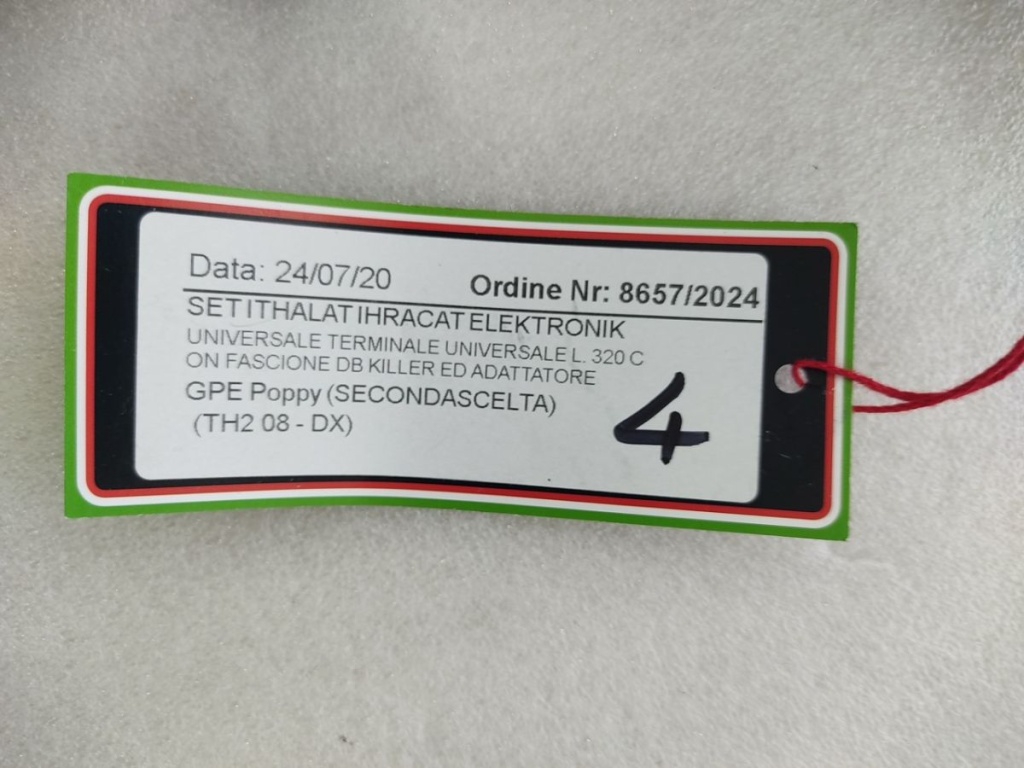 Data: 24/07/20 Ordine Nr: 8657/2024
SET ITHALAT IHRACAT ELEKTRONIK
UNIVERSALE TERMINALE UNIVERSALE L. 320 C
ON FASCIONE DB KILLER ED ADATTATORE
GPE Poppy (SECONDASCELTA)
(TH2 08 - DX)
4